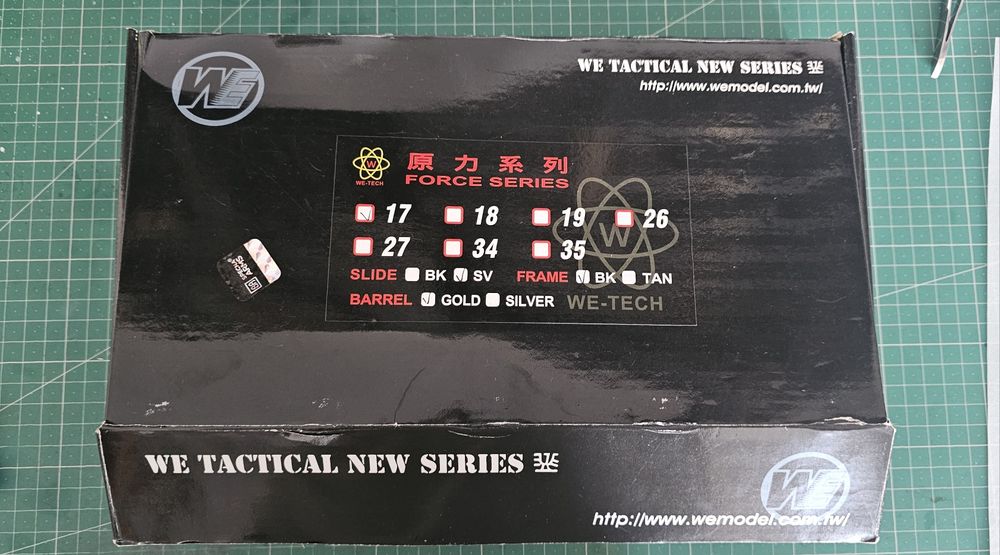 WE
WE TACTICAL NEW SERIES
http://www.wemodel.com.tw/
W
WE-TECH
原力系列
FORCE SERIES
17 18 19 26
27 34 35
W
WE-TECH
SLIDE BK SV FRAME BK TAN
BARREL GOLD SILVER
SPECIAL
ARMS
WE TACTICAL NEW SERIES
WE
http://www.wemodel.com.tw/